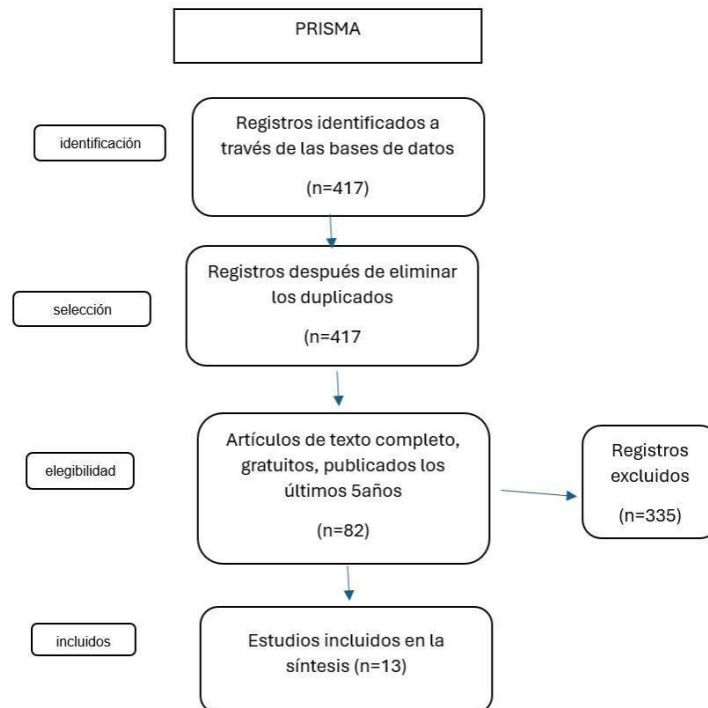 PRISMA
identificación
Registros identificados a
través de las bases de datos
(n=417)
selección
Registros después de eliminar
los duplicados
(n=417
elegibilidad
Artículos de texto completo,
gratuitos, publicados los
últimos 5años
(n=82)
Registros
excluidos
(n=335)
incluidos
Estudios incluidos en la
síntesis (n=13)